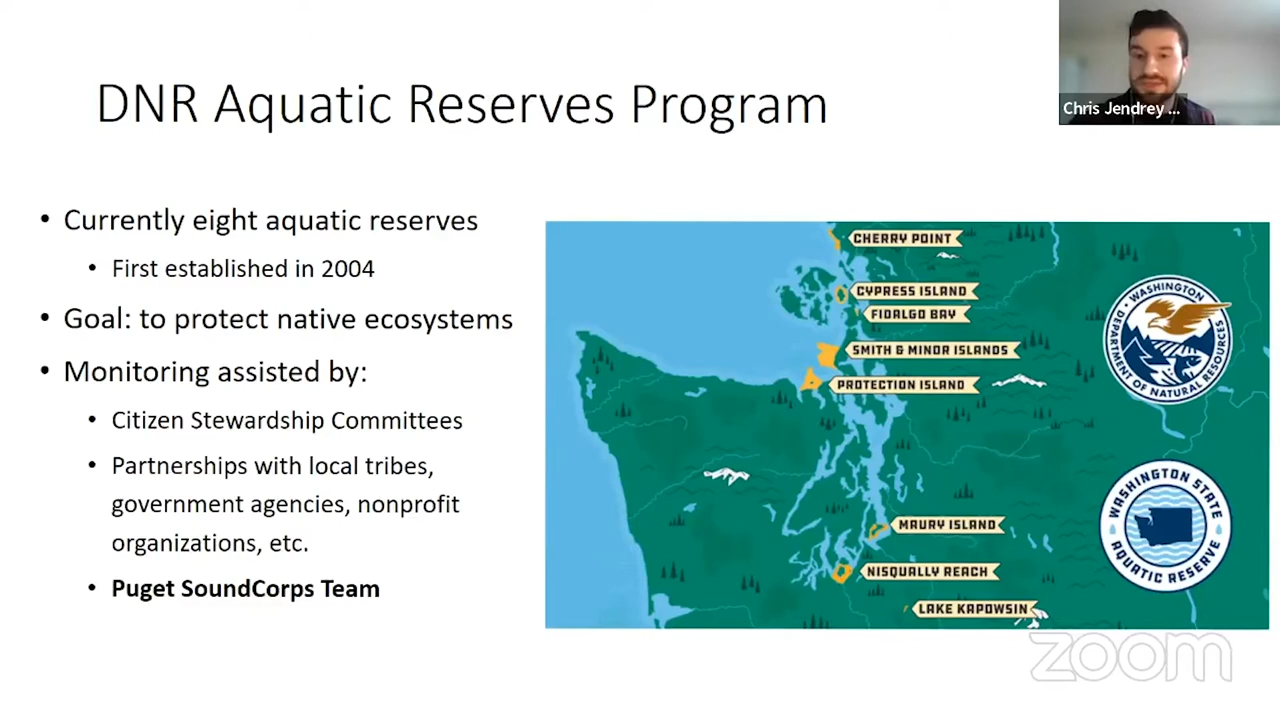 Chris Jendrey ...
DNR Aquatic Reserves Program
• Currently eight aquatic reserves
• First established in 2004
• Goal: to protect native ecosystems
• Monitoring assisted by:
• Citizen Stewardship Committees
• Partnerships with local tribes,
government agencies, nonprofit
organizations, etc.
• Puget SoundCorps Team
CHERRY POINT
CYPRESS ISLAND
FIDALGO BAY
SMITH & MINOR ISLANDS
PROTECTION ISLAND
MAURY ISLAND
NISQUALLY REACH
LAKE KAPOWSIN
WASHINGTON
DEPARTMENT OF NATURAL RESOURCES
WASHINGTON STATE
AQUATIC RESERVE
zoom